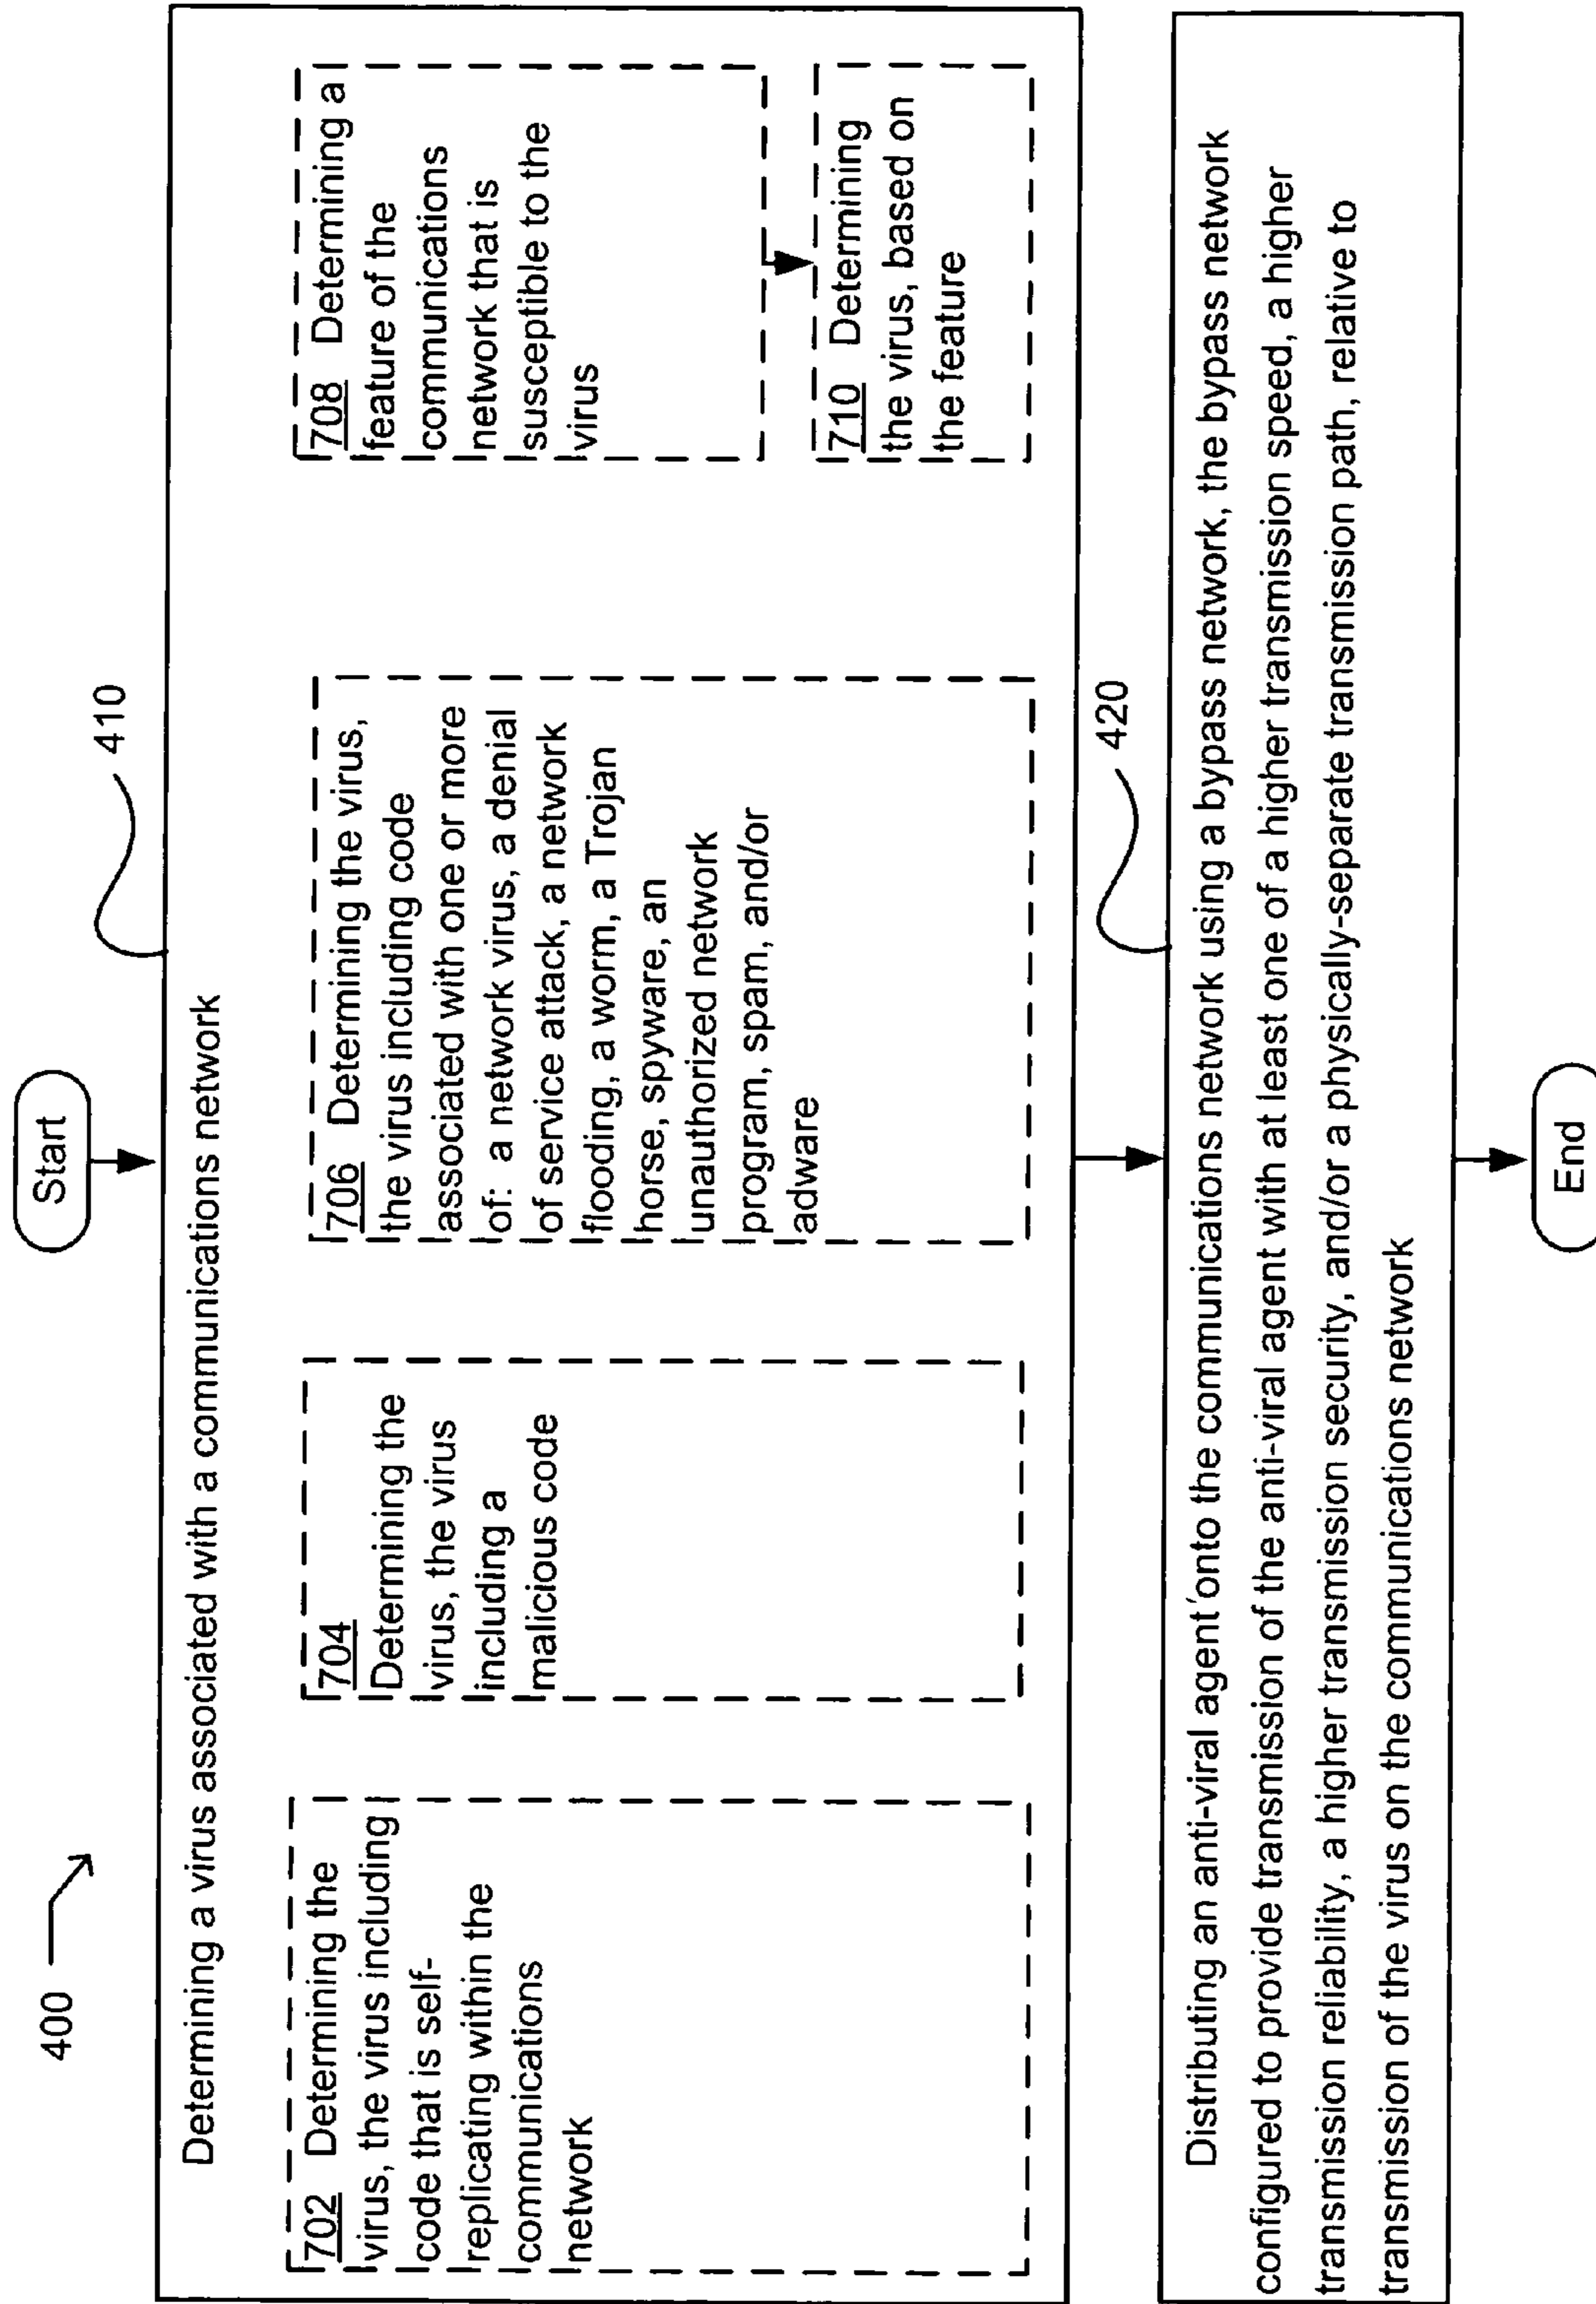 400
Start
410
Determining a virus associated with a communications network
702 Determining the
virus, the virus including
code that is self-
replicating within the
communications
network
704
Determining the
virus, the virus
including a
malicious code
706 Determining the virus,
the virus including code
associated with one or more
of: a network virus, a denial
of service attack, a network
flooding, a worm, a Trojan
horse, spyware, an
unauthorized network
program, spam, and/or
adware
708 Determining a
feature of the
communications
network that is
susceptible to the
virus
710 Determining
the virus, based on
the feature
420
Distributing an anti-viral agent onto the communications network using a bypass network, the bypass network
configured to provide transmission of the anti-viral agent with at least one of a higher transmission speed, a higher
transmission reliability, a higher transmission security, and/or a physically-separate transmission path, relative to
transmission of the virus on the communications network
End